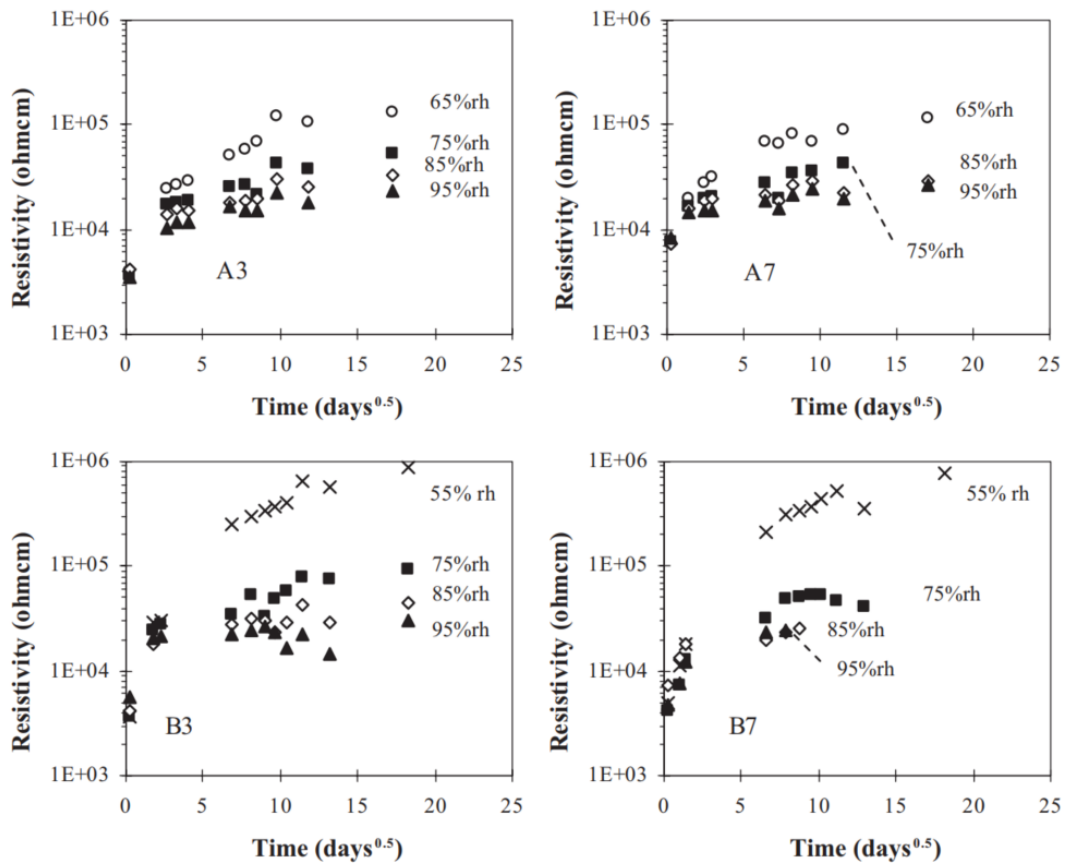 1E+06
1E+05
1E+04
1E+03
Resistivity (ohmcm)
65%rh
75%rh
85%rh
95%rh
A3
0 5 10 15 20 25
Time (days0.5)
1E+06
1E+05
1E+04
1E+03
Resistivity (ohmcm)
65%rh
85%rh
95%rh
75%rh
A7
0 5 10 15 20 25
Time (days0.5)
1E+06
1E+05
1E+04
1E+03
Resistivity (ohmcm)
55% rh
75%rh
85%rh
95%rh
B3
0 5 10 15 20 25
Time (days0.5)
1E+06
1E+05
1E+04
1E+03
Resistivity (ohmcm)
55% rh
75%rh
85%rh
95%rh
B7
0 5 10 15 20 25
Time (days0.5)